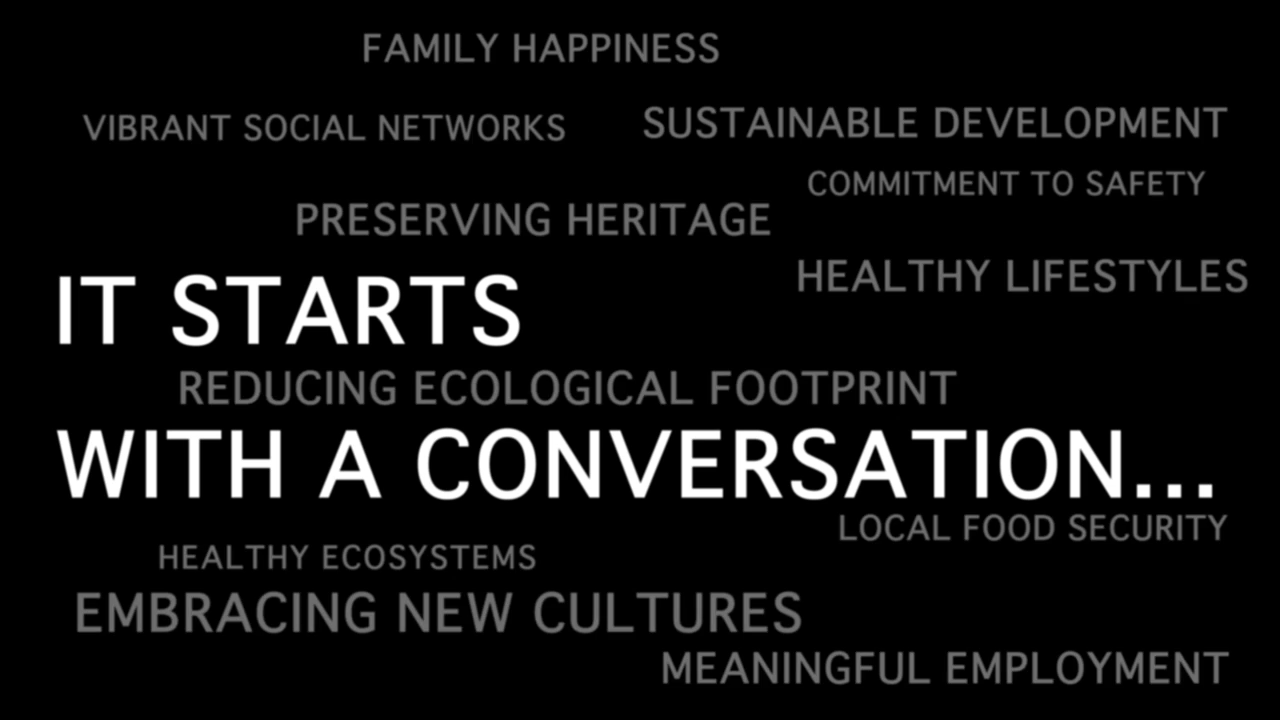 FAMILY HAPPINESS
VIBRANT SOCIAL NETWORKS
SUSTAINABLE DEVELOPMENT
COMMITMENT TO SAFETY
PRESERVING HERITAGE
HEALTHY LIFESTYLES
IT STARTS
REDUCING ECOLOGICAL FOOTPRINT
WITH A CONVERSATION...
LOCAL FOOD SECURITY
HEALTHY ECOSYSTEMS
EMBRACING NEW CULTURES
MEANINGFUL EMPLOYMENT